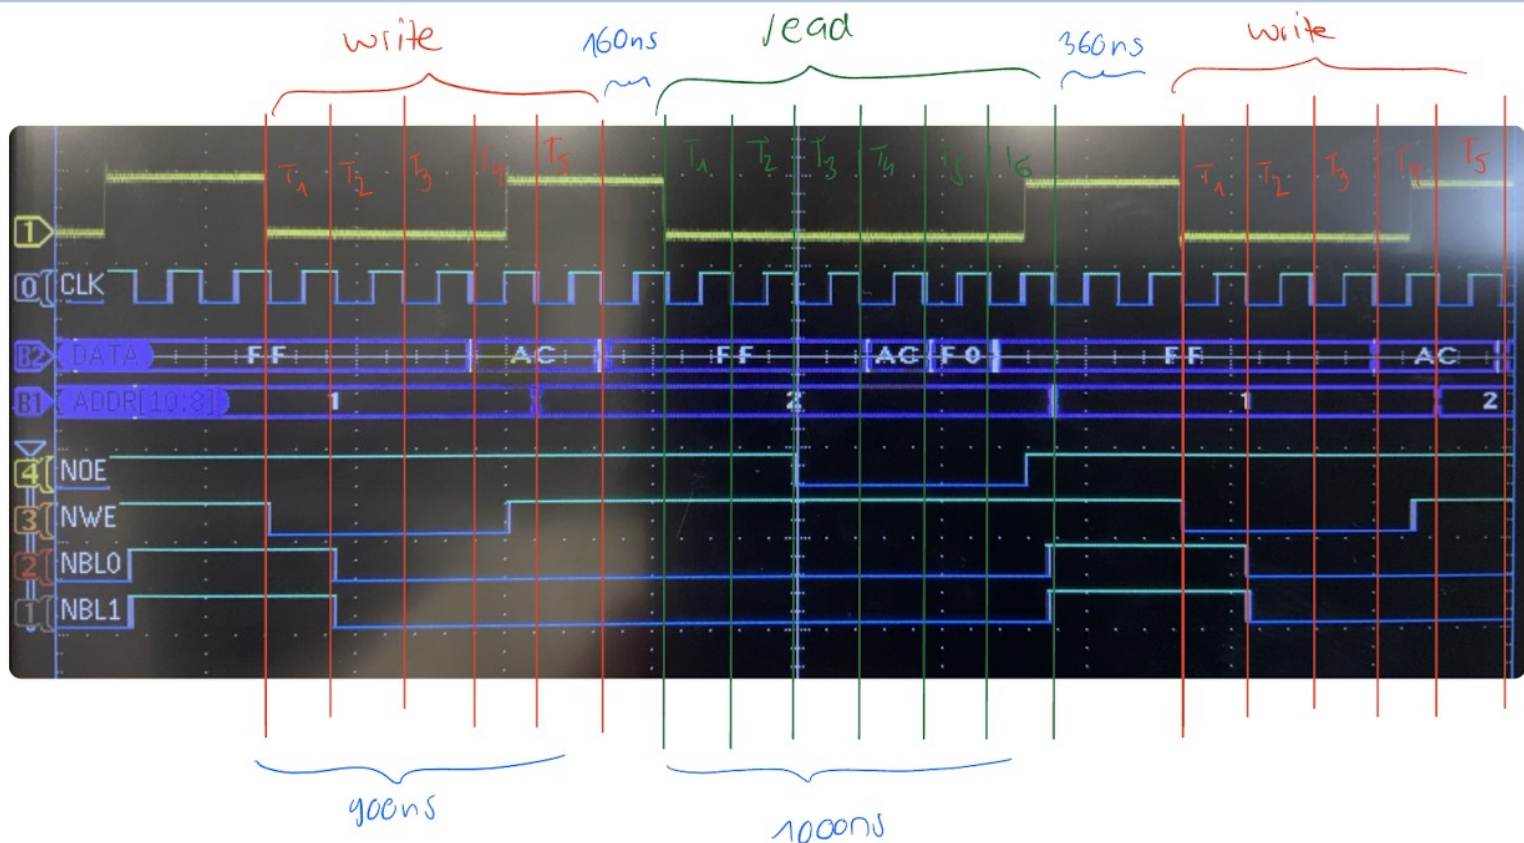 write 160ns read 360ns write
T1 T2 T3 T4 T5 T1 T2 T3 T4 T5 T6 T1 T2 T3 T4 T5
1
0 CLK
B2 DATA FF AC FF AC F0 FF AC
B1 ADDR[10:8] 1 2 1 2
4 NOE
3 NWE
2 NBL0
1 NBL1
900ns 1000ns